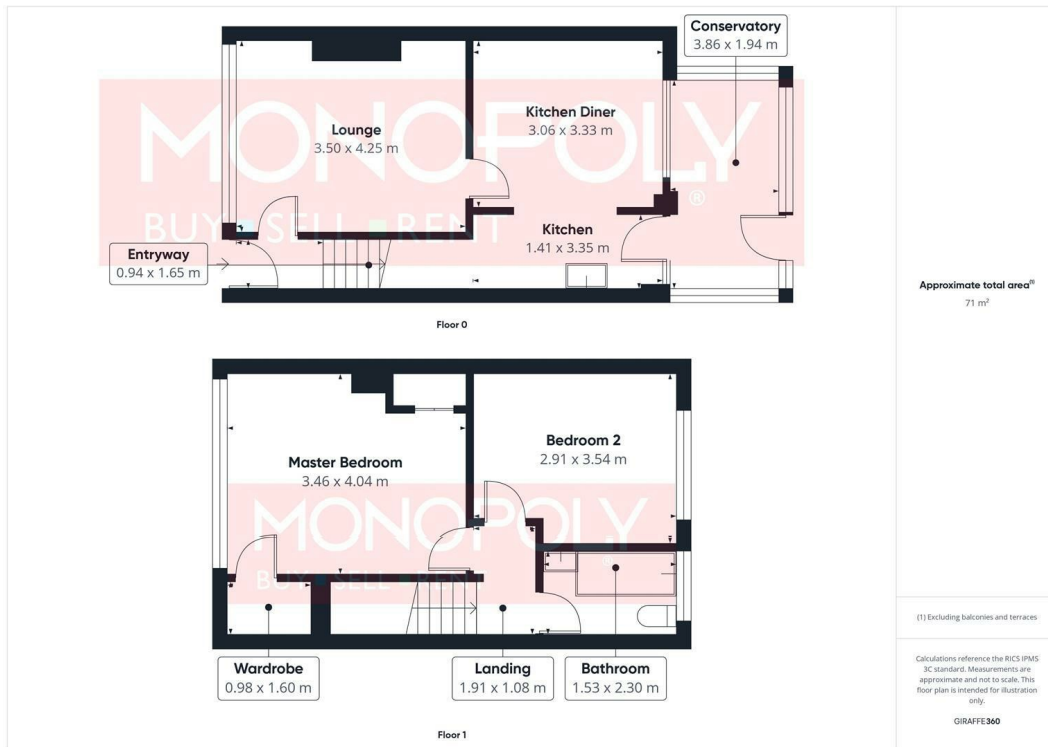 Conservatory
3.86 x 1.94 m
MONOPOLY
®
BUY SELL RENT
Lounge
3.50 x 4.25 m
Kitchen Diner
3.06 x 3.33 m
Kitchen
1.41 x 3.35 m
Entryway
0.94 x 1.65 m
Floor 0
Approximate total area(1)
71 m²
Master Bedroom
3.46 x 4.04 m
Bedroom 2
2.91 x 3.54 m
MONOPOLY
BUY SELL RENT
Wardrobe
0.98 x 1.60 m
Landing
1.91 x 1.08 m
Bathroom
1.53 x 2.30 m
Floor 1
(1) Excluding balconies and terraces
Calculations reference the RICS IPMS
3C standard. Measurements are
approximate and not to scale. This
floor plan is intended for illustration
only.
GIRAFFE360